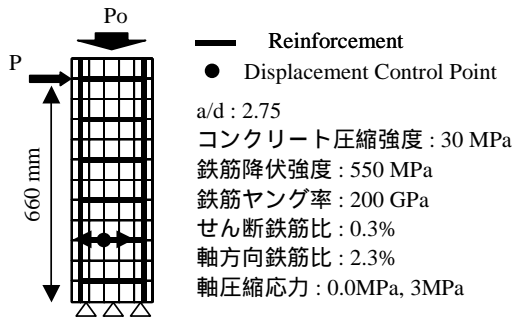 Po
P
660 mm
Reinforcement
Displacement Control Point
a/d : 2.75
コンクリート圧縮強度 : 30 MPa
鉄筋降伏強度 : 550 MPa
鉄筋ヤング率 : 200 GPa
せん断鉄筋比 : 0.3%
軸方向鉄筋比 : 2.3%
軸圧縮応力 : 0.0MPa, 3MPa